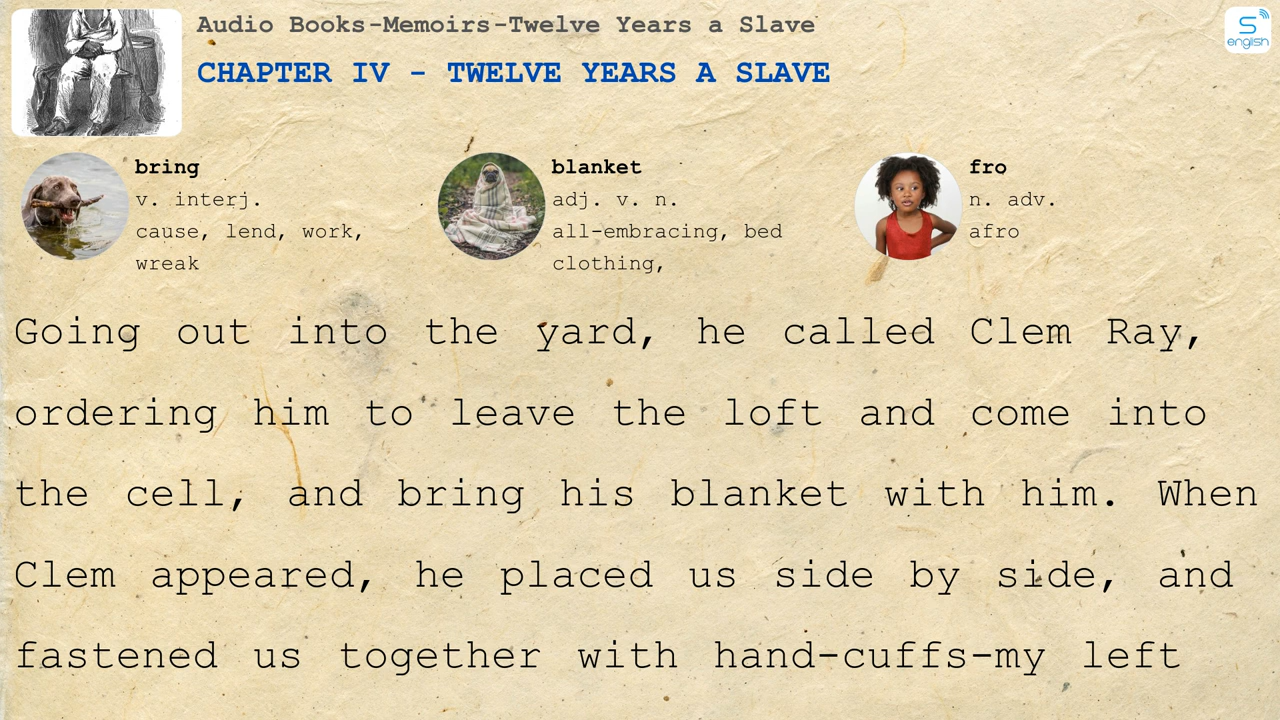 Audio Books-Memoirs-Twelve Years a Slave
CHAPTER IV - TWELVE YEARS A SLAVE
S
english
bring
v. interj.
cause, lend, work,
wreak
blanket
adj. v. n.
all-embracing, bed
clothing,
fro
n. adv.
afro
Going out into the yard, he called Clem Ray,
ordering him to leave the loft and come into
the cell, and bring his blanket with him. When
Clem appeared, he placed us side by side, and
fastened us together with hand-cuffs-my left